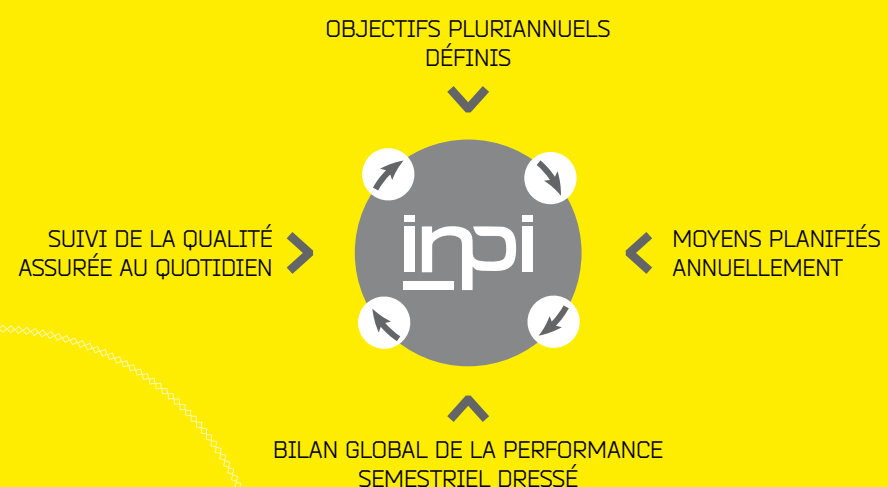 OBJECTIFS PLURIANNUELS
DÉFINIS
SUIVI DE LA QUALITÉ
ASSURÉE AU QUOTIDIEN
inpi
MOYENS PLANIFIÉS
ANNUELLEMENT
BILAN GLOBAL DE LA PERFORMANCE
SEMESTRIEL DRESSÉ